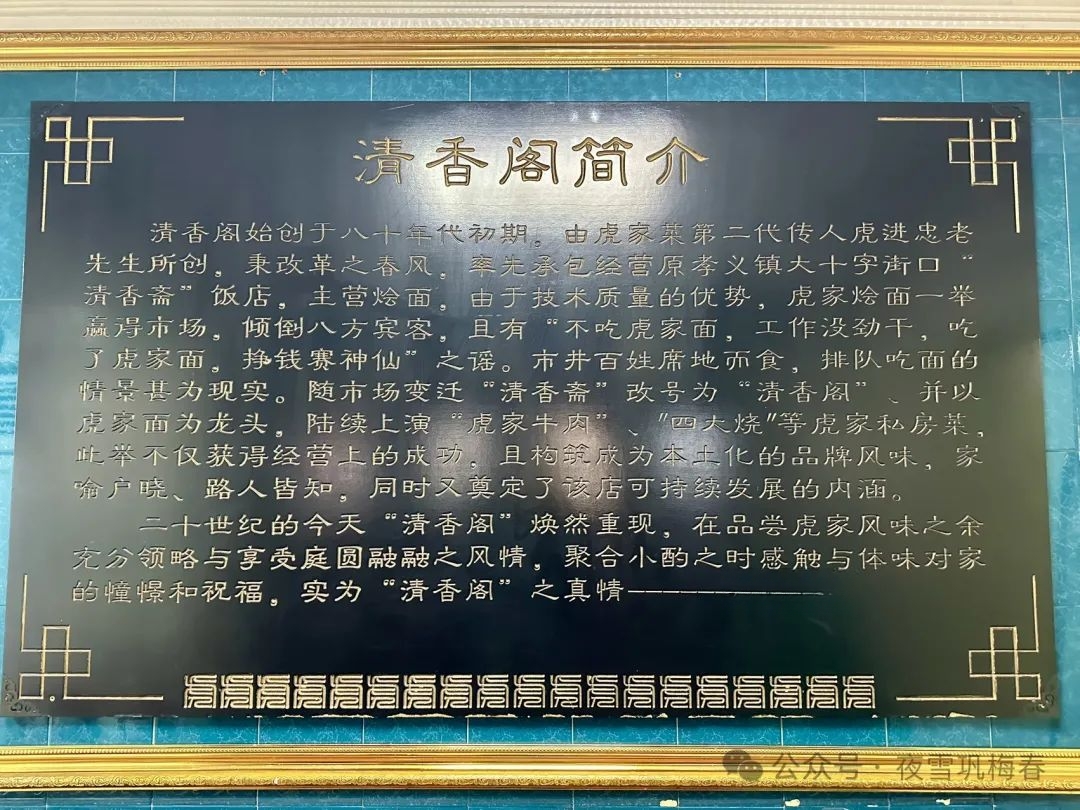 清香阁简介
清香阁始创于八十年代初期。由虎家菜第二代传人虎进忠老
先生所创，秉改革之春风，率先承包经营原孝义镇大十字街口“
清香斋”饭店，主营烩面，由于技术质量的优势，虎家烩面一举
赢得市场，倾倒八方宾客，且有“不吃虎家面，工作没劲干，吃
了虎家面，挣钱赛神仙”之谣。市井百姓席地而食，排队吃面的
情景甚为现实。随市场变迁“清香斋”改号为“清香阁”、并以
虎家面为龙头，陆续上演“虎家牛肉”、"四大烧"等虎家私房菜，
此举不仅获得经营上的成功，且构筑成为本土化的品牌风味，家
喻户晓、路人皆知，同时又奠定了该店可持续发展的内涵。
二十世纪的今天“清香阁”焕然重现，在品尝虎家风味之余
充分领略与享受庭圆融融之风情，聚合小酌之时感触与体味对家
的憧憬和祝福，实为“清香阁”之真情——————————
公众号·夜雪巩梅春